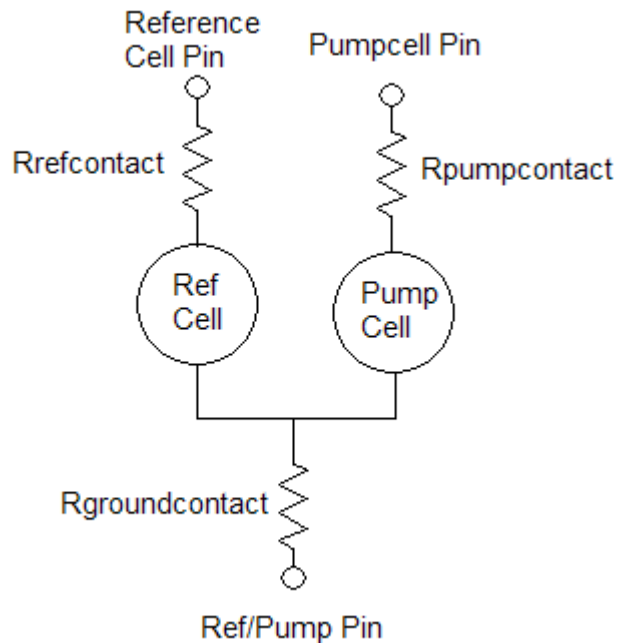 Reference
Cell Pin
Pumpcell Pin
Rrefcontact
Rpumpcontact
Ref
Cell
Pump
Cell
Rgroundcontact
Ref/Pump Pin